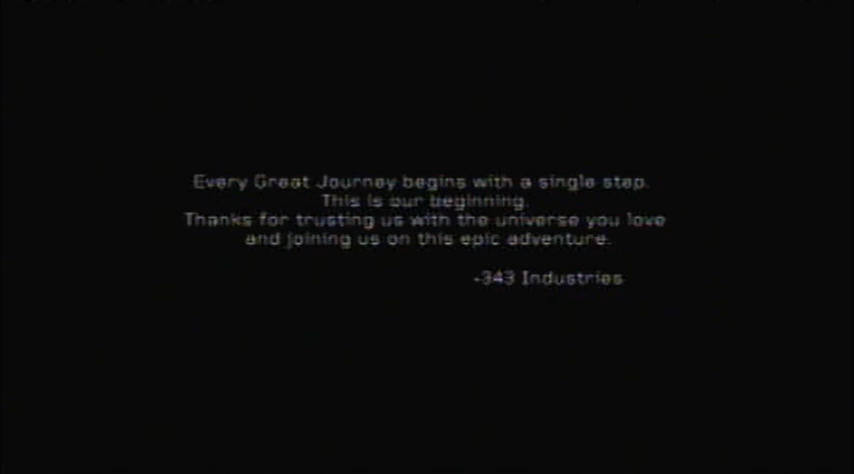 Every Great Journey begins with a single step.
This is our beginning.
Thanks for trusting us with the universe you love
and joining us on this epic adventure.
-343 Industries